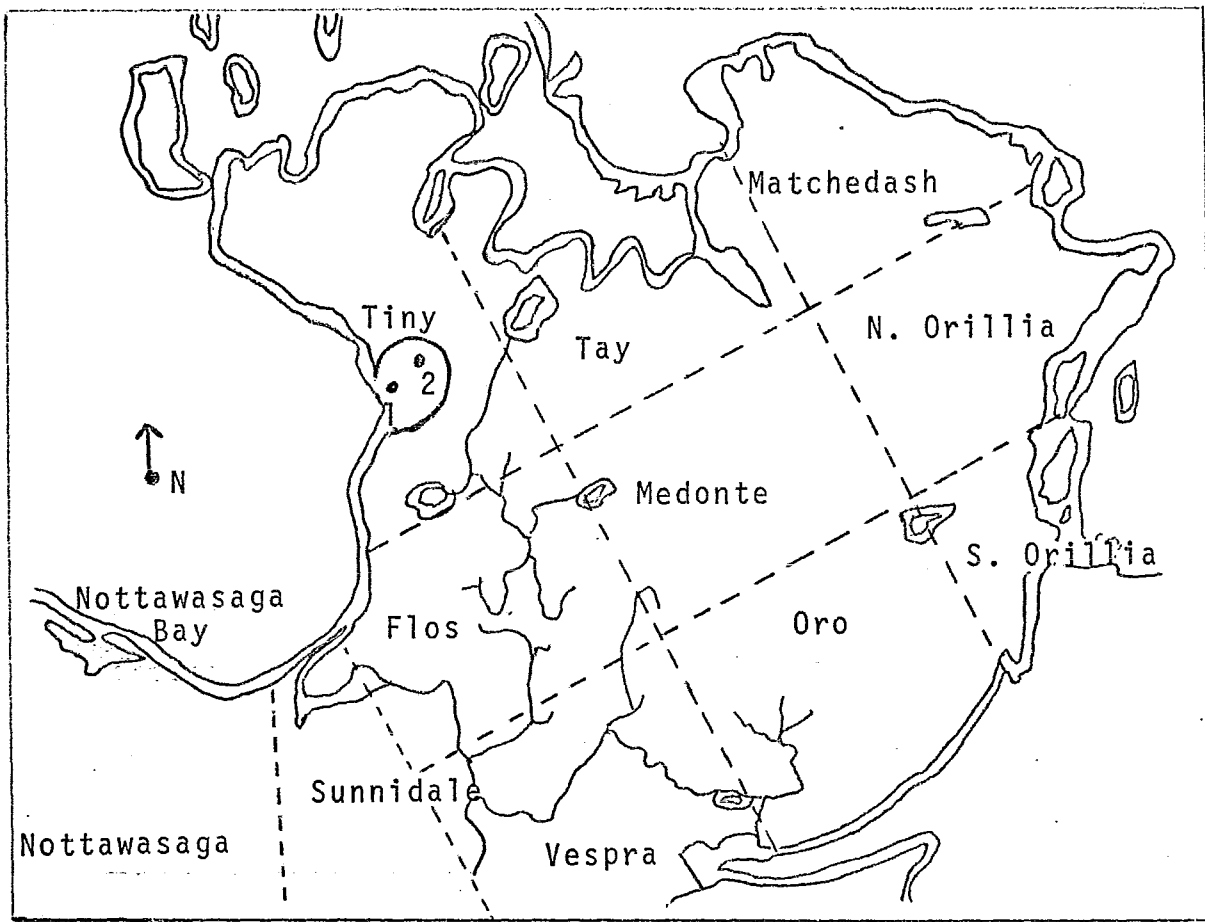 Matchedash
Tiny
N. Orillia
Tay
2
1
N
Medonte
S. Orillia
Nottawasaga
Bay
Flos
Oro
Sunnidale
Nottawasaga
Vespra